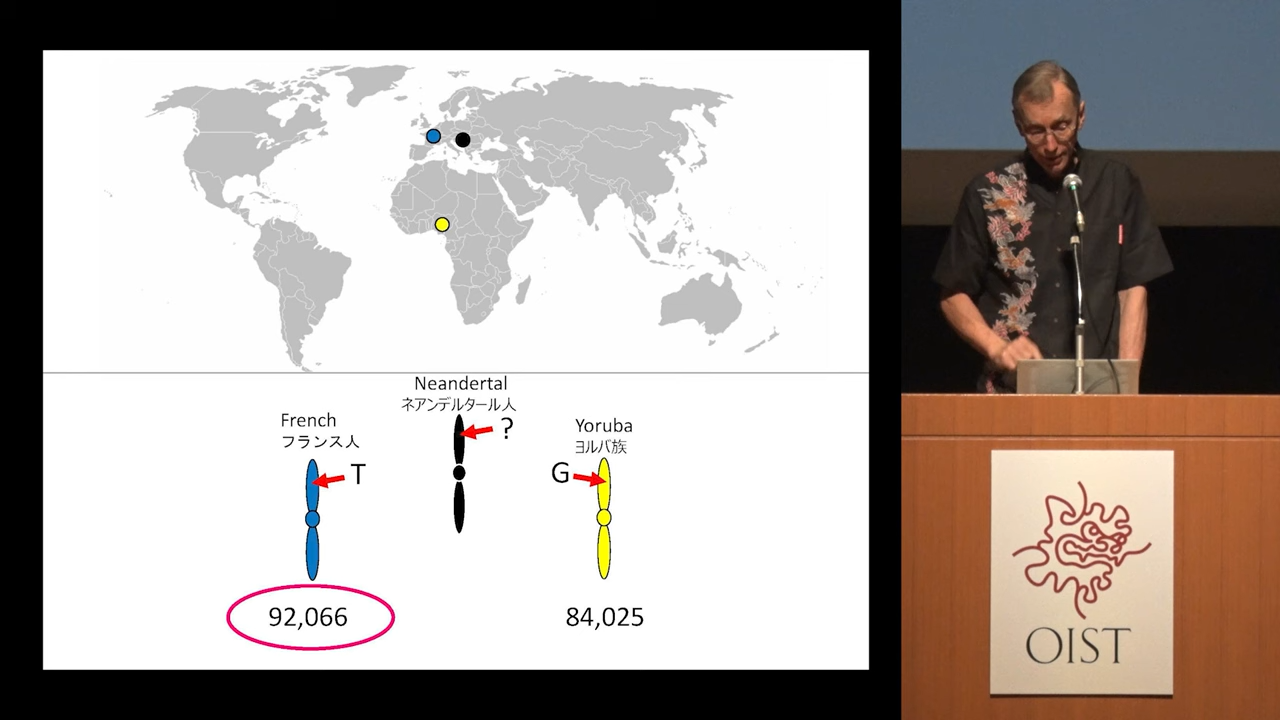 Neandertal
ネアンデルタール人
French
フランス人
?
Yoruba
ヨルバ族
T
G
92,066
84,025
OIST